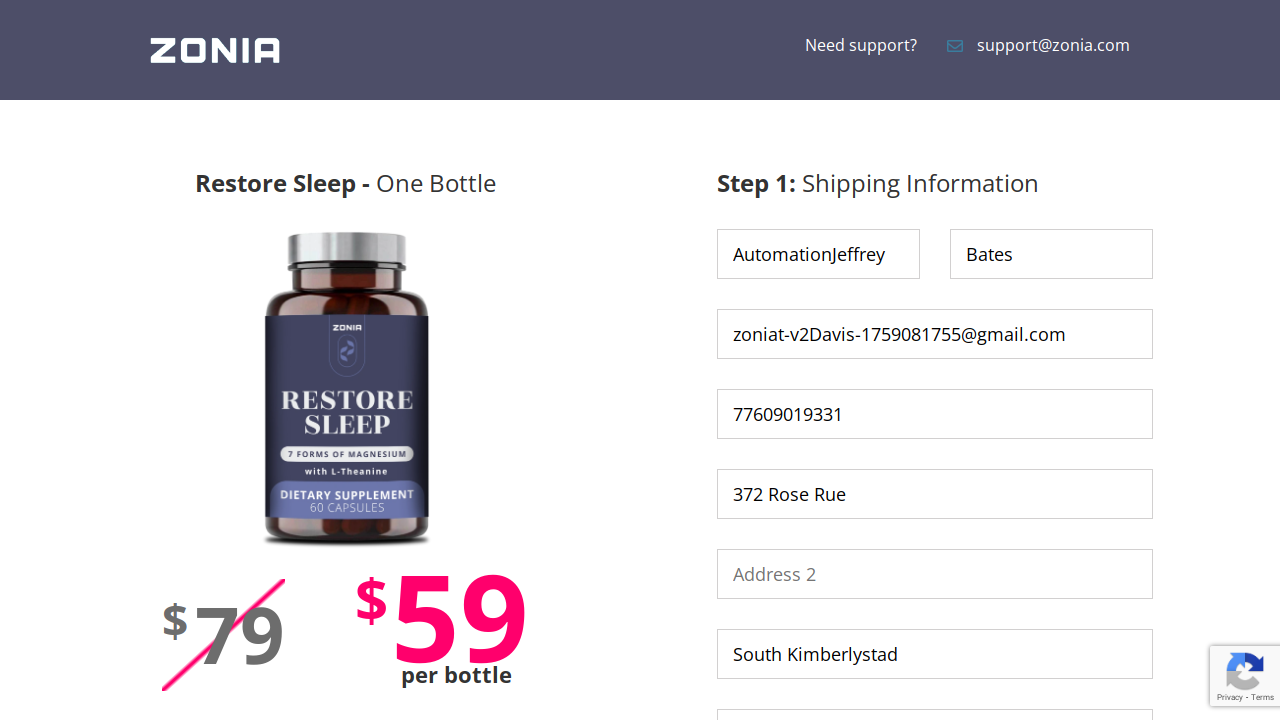 ZONIA
Need support?
support@zonia.com
Restore Sleep - One Bottle
ZONIA
RESTORE
SLEEP
7 FORMS OF MAGNESIUM
with L-Theanine
DIETARY SUPPLEMENT
60 CAPSULES
$79
$59
per bottle
Step 1: Shipping Information
AutomationJeffrey
Bates
zoniat-v2Davis-1759081755@gmail.com
77609019331
372 Rose Rue
Address 2
South Kimberlystad
Privacy - Terms